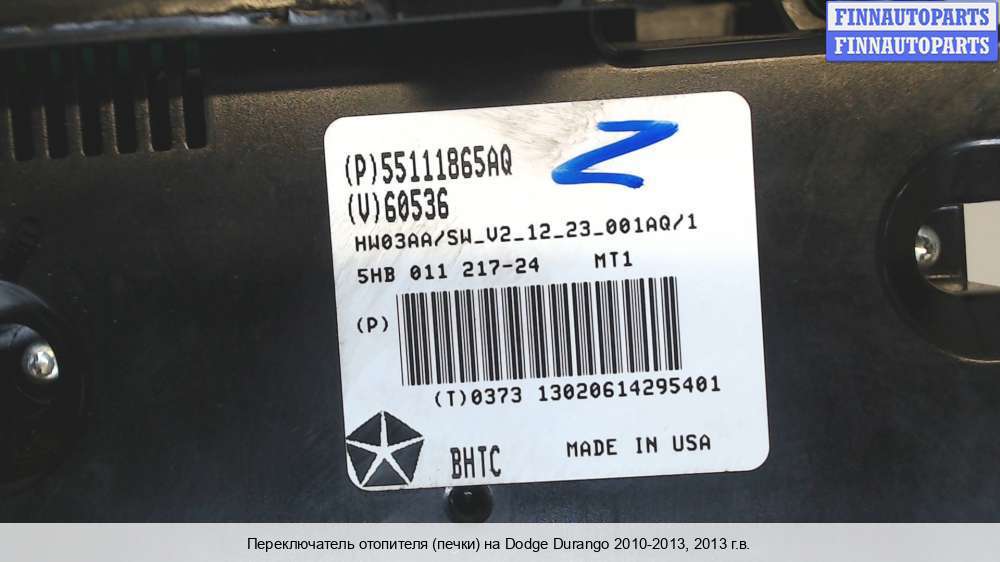 FINNAUTOPARTS
FINNAUTOPARTS
(P)55111865AQ
Z
(V)60536
HW03AA/SW_V2_12_23_001AQ/1
5HB 011 217-24 MT1
(P)
(T)0373 13020614295401
BHTC MADE IN USA
Переключатель отопителя (печки) на Dodge Durango 2010-2013, 2013 г.в.